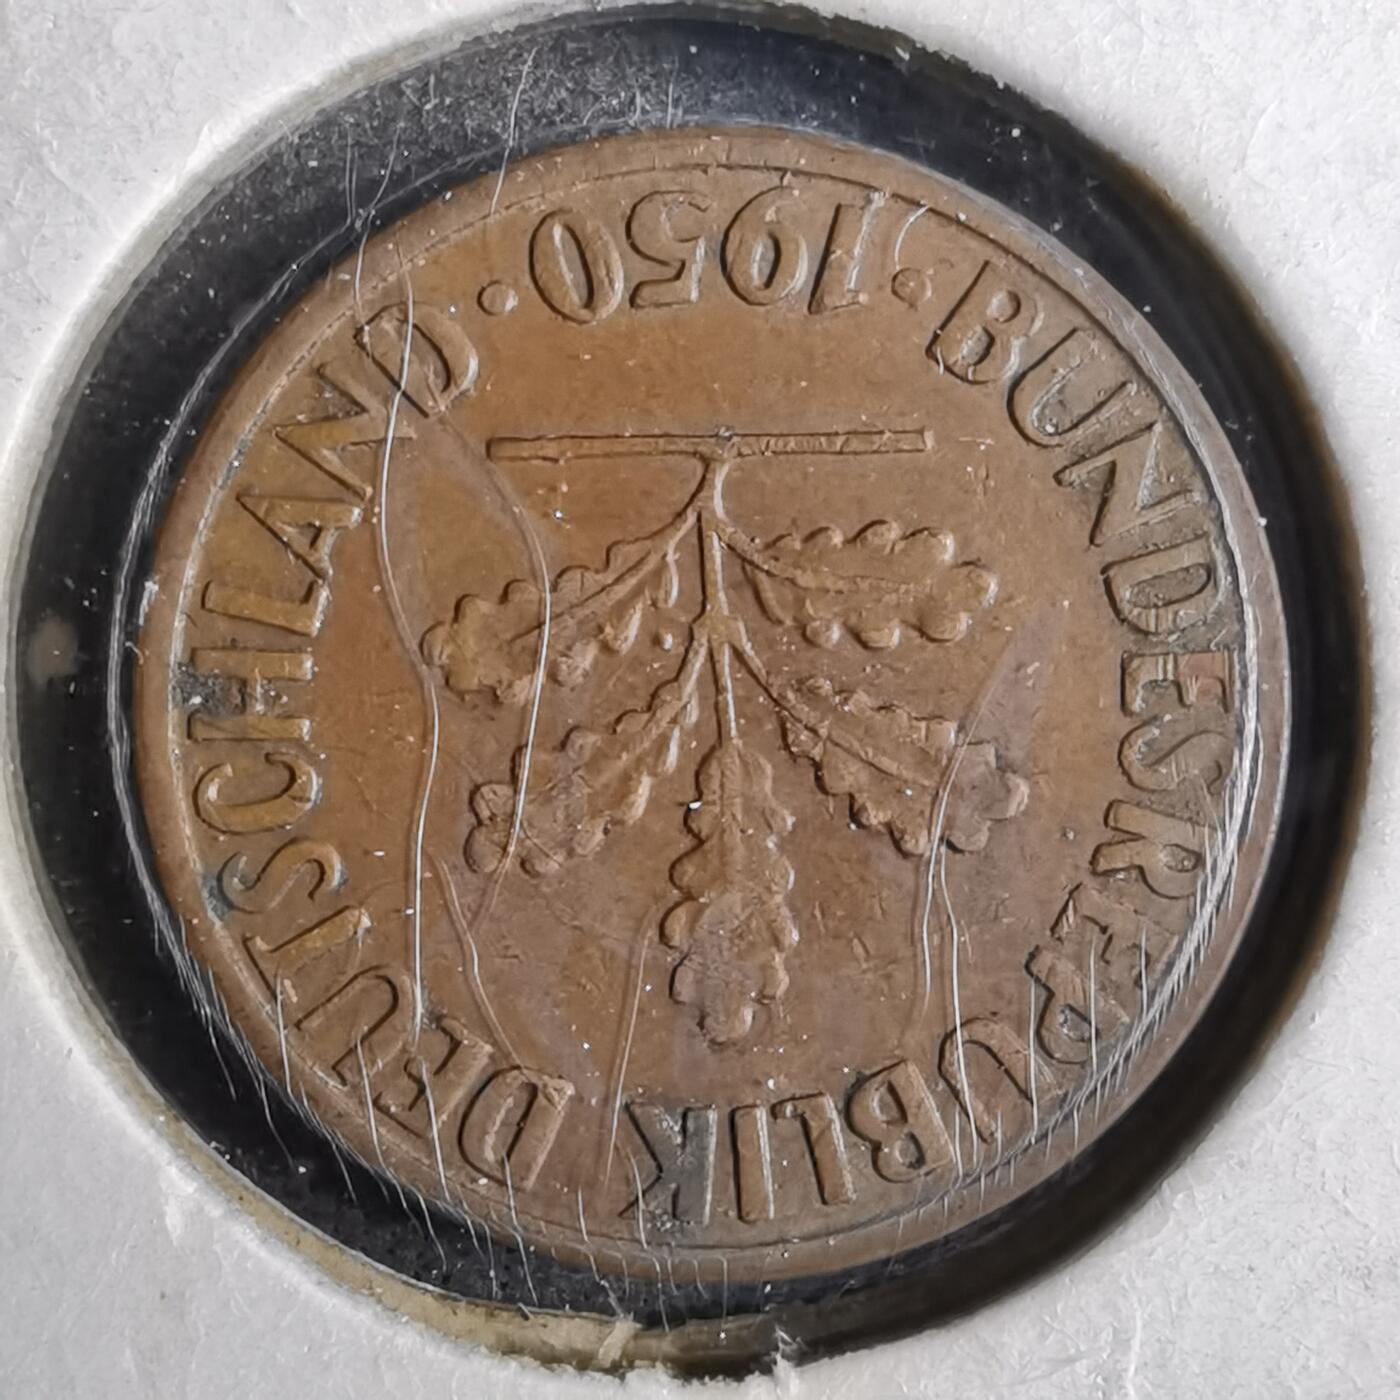 BUNDESREPUBLIK DEUTSCHLAND
· 1950 ·